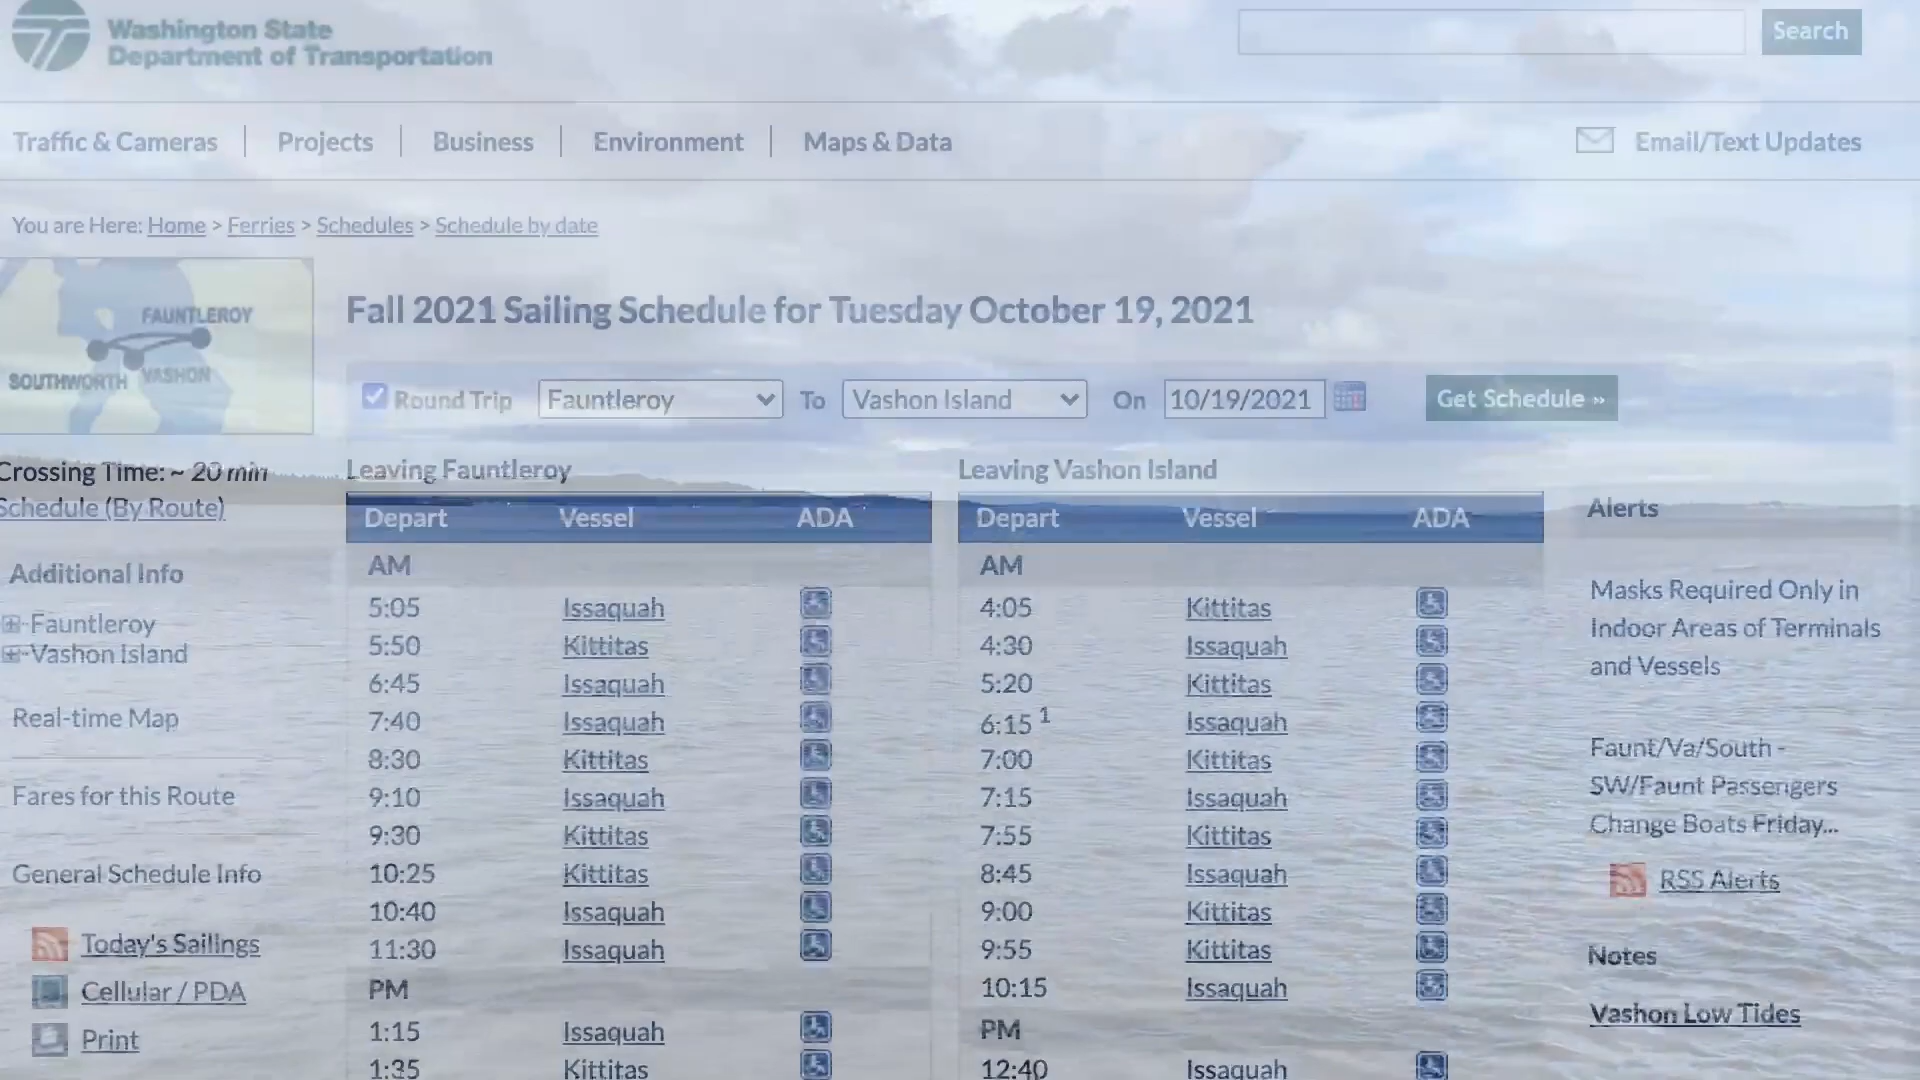 Washington State
Department of Transportation
Search
Traffic & Cameras
Projects
Business
Environment
Maps & Data
Email/Text Updates
You are Here: Home > Ferries > Schedules > Schedule by date
FAUNTLEROY
SOUTHWORTH
VASHON
Fall 2021 Sailing Schedule for Tuesday October 19, 2021
Round Trip Fauntleroy To Vashon Island On 10/19/2021 Get Schedule »
Crossing Time: ~ 20 min
Schedule (By Route)
Additional Info
Fauntleroy
Vashon Island
Real-time Map
Fares for this Route
General Schedule Info
Today's Sailings
Cellular / PDA
Print
Leaving Fauntleroy
Depart Vessel ADA
AM
5:05 Issaquah
5:50 Kittitas
6:45 Issaquah
7:40 Issaquah
8:30 Kittitas
9:10 Issaquah
9:30 Kittitas
10:25 Kittitas
10:40 Issaquah
11:30 Issaquah
PM
1:15 Issaquah
1:35 Kittitas
Leaving Vashon Island
Depart Vessel ADA
AM
4:05 Kittitas
4:30 Issaquah
5:20 Kittitas
6:15 1 Issaquah
7:00 Kittitas
7:15 Issaquah
7:55 Kittitas
8:45 Issaquah
9:00 Kittitas
9:55 Kittitas
10:15 Issaquah
PM
12:40 Issaquah
Alerts
Masks Required Only in
Indoor Areas of Terminals
and Vessels
Faunt/Va/South -
SW/Faunt Passengers
Change Boats Friday...
RSS Alerts
Notes
Vashon Low Tides